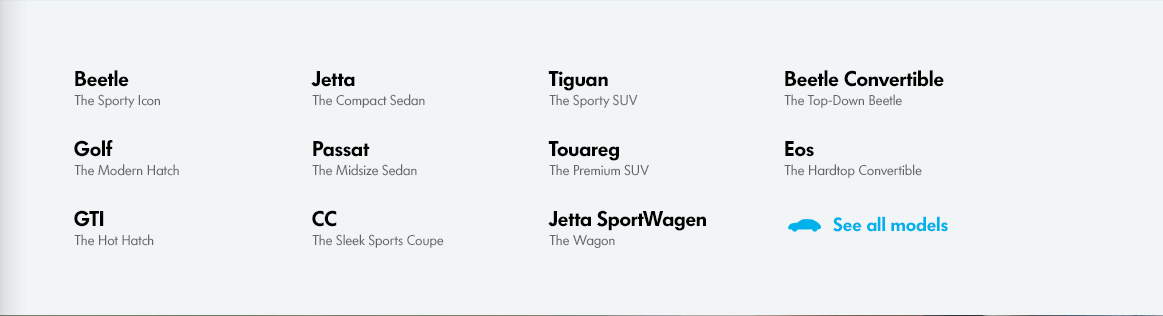 Beetle
The Sporty Icon
Golf
The Modern Hatch
GTI
The Hot Hatch
Jetta
The Compact Sedan
Passat
The Midsize Sedan
CC
The Sleek Sports Coupe
Tiguan
The Sporty SUV
Touareg
The Premium SUV
Jetta SportWagen
The Wagon
Beetle Convertible
The Top-Down Beetle
Eos
The Hardtop Convertible
See all models